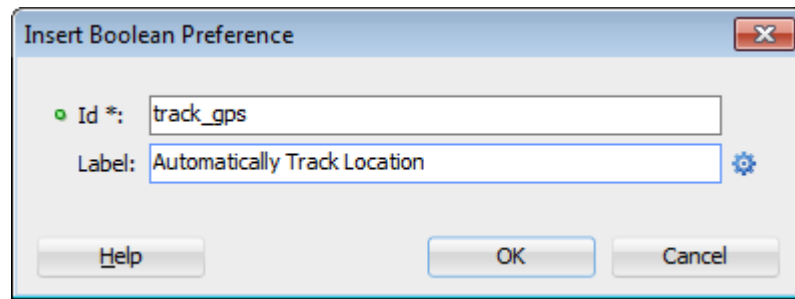 Insert Boolean Preference
Id *: track_gps
Label: Automatically Track Location
Help OK Cancel